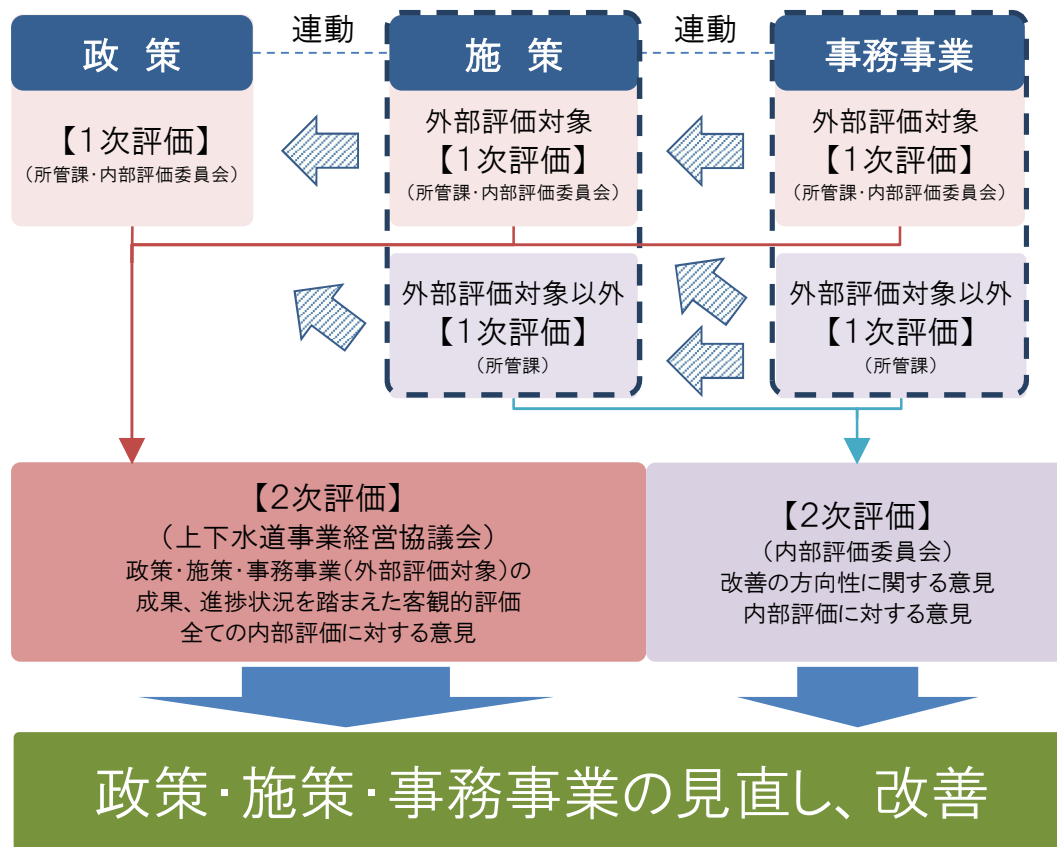 政 策
連動
施 策
連動
事務事業
【1次評価】
(所管課・内部評価委員会)
外部評価対象
【1次評価】
(所管課・内部評価委員会)
外部評価対象
【1次評価】
(所管課・内部評価委員会)
外部評価対象以外
【1次評価】
(所管課)
外部評価対象以外
【1次評価】
(所管課)
【2次評価】
(上下水道事業経営協議会)
政策・施策・事務事業(外部評価対象)の
成果、進捗状況を踏まえた客観的評価
全ての内部評価に対する意見
【2次評価】
(内部評価委員会)
改善の方向性に関する意見
内部評価に対する意見
政策・施策・事務事業の見直し、改善